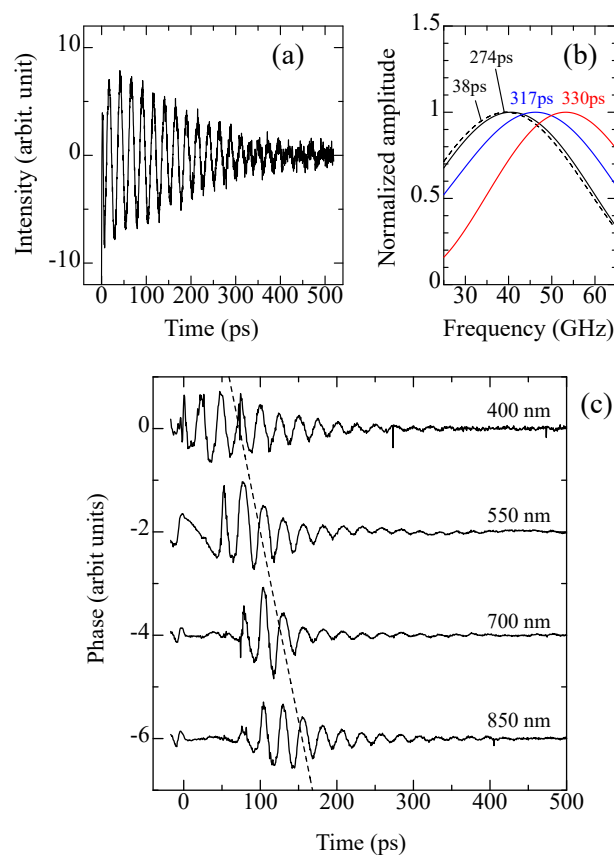 (a)
10
0
-10
Intensity (arbit. unit)
0 100 200 300 400 500
Time (ps)
(b)
274ps
38ps
317ps 330ps
1.5
1
0.5
0
Normalized amplitude
30 40 50 60
Frequency (GHz)
(c)
400 nm
550 nm
700 nm
850 nm
0
-2
-4
-6
Phase (arbit units)
0 100 200 300 400 500
Time (ps)